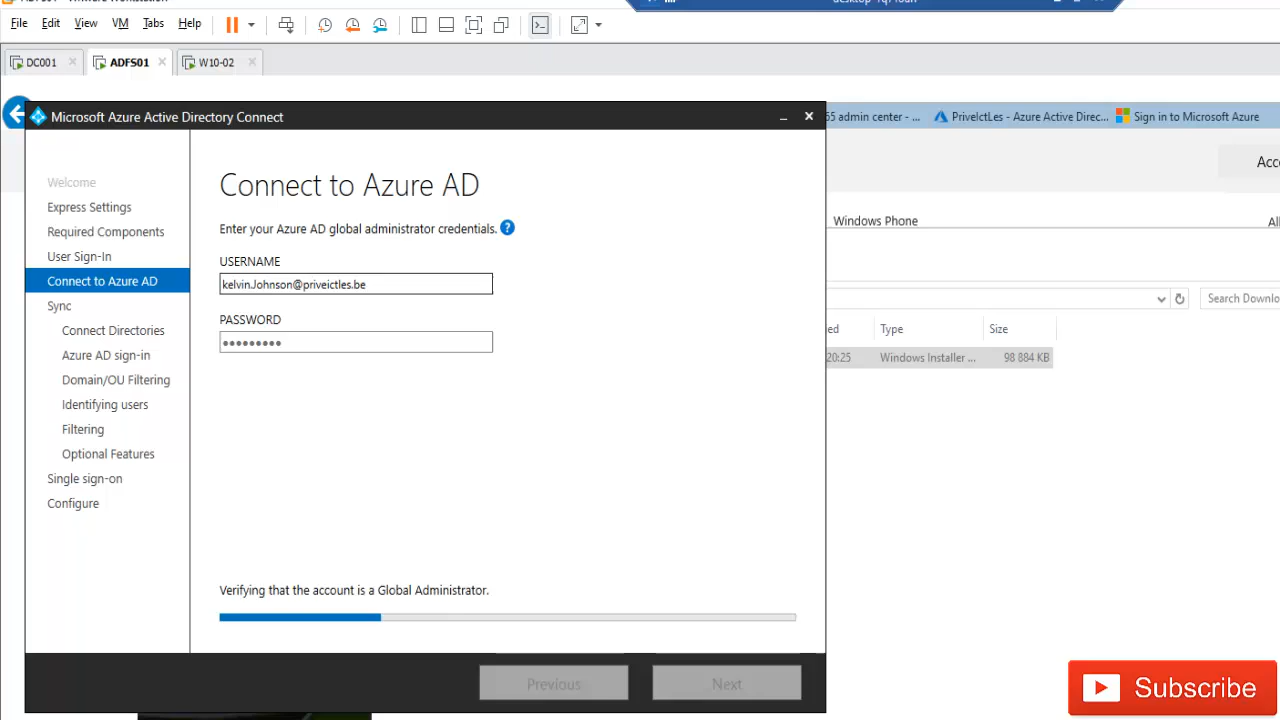 File Edit View VM Tabs Help
DC001 ADFS01 W10-02
Microsoft Azure Active Directory Connect
65 admin center - ... PriveIctLes - Azure Active Direc... Sign in to Microsoft Azure
Welcome
Express Settings
Required Components
User Sign-In
Connect to Azure AD
Sync
Connect Directories
Azure AD sign-in
Domain/OU Filtering
Identifying users
Filtering
Optional Features
Single sign-on
Configure
Connect to Azure AD
Enter your Azure AD global administrator credentials. ?
USERNAME
kelvin.Johnson@priveictles.be
PASSWORD
●●●●●●●●●
Verifying that the account is a Global Administrator.
Previous Next
Acc
Windows Phone All
Search Downlo
ed Type Size
20:25 Windows Installer ... 98 884 KB
Subscribe